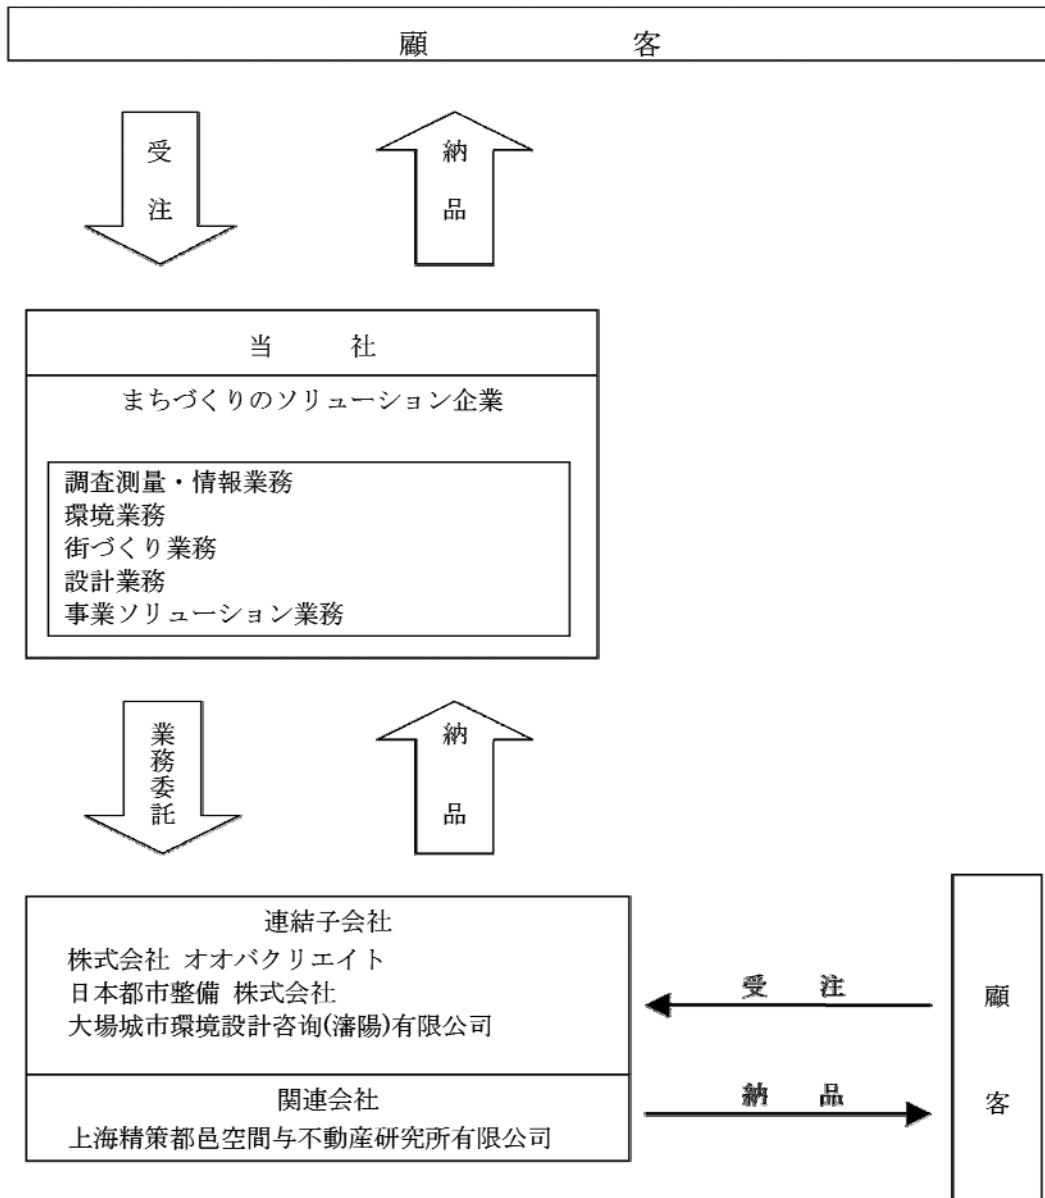 顧　客
受注
納品
当　社
まちづくりのソリューション企業
調査測量・情報業務
環境業務
街づくり業務
設計業務
事業ソリューション業務
業務委託
納品
連結子会社
株式会社 オオバクリエイト
日本都市整備 株式会社
大場城市環境設計咨询(瀋陽)有限公司
受　注
顧客
関連会社
上海精策都邑空間与不動産研究所有限公司
納　品